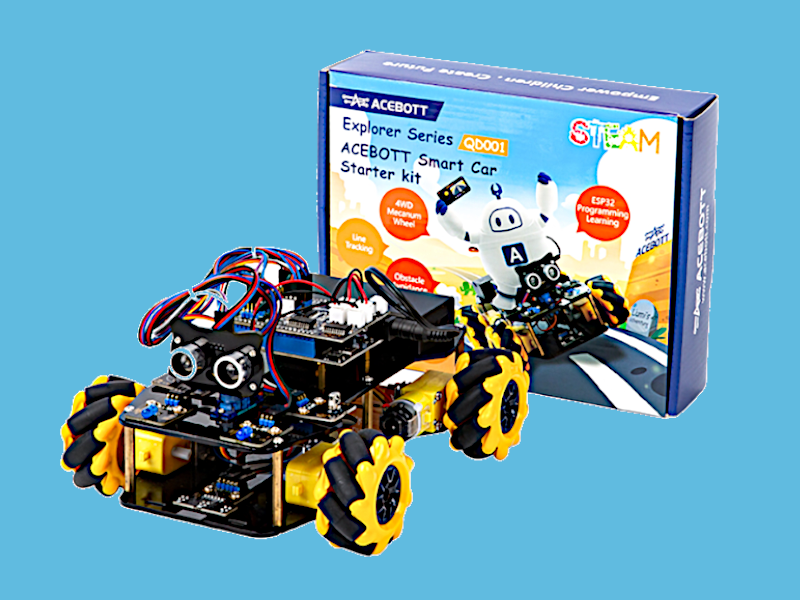 Empower Children, Create Future
ACEBOTT
Explorer Series QD001
ACEBOTT Smart Car
Starter kit
STEAM
4WD
Mecanum
Wheel
ESP32
Programming
Learning
Line
Tracking
Obstacle
A
ACEBOTT
ACEBOTT